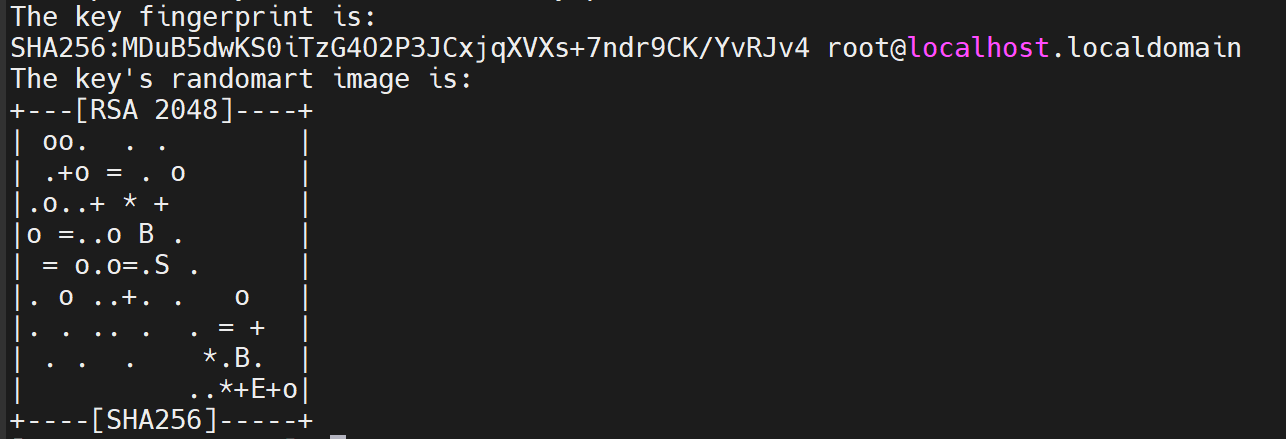 The key fingerprint is:
SHA256:MDuB5dwKS0iTzG4O2P3JCxjqXVXs+7ndr9CK/YvRJv4 root@localhost.localdomain
The key's randomart image is:
+---[RSA 2048]----+
| oo.  . .        |
| .+o = . o       |
|.o..+ * +        |
|o =..o B .       |
| = o.o=.S .      |
|. o ..+. .   o   |
|. . .. .  . = +  |
| . .  .    *.B.  |
|          ..*+E+o|
+----[SHA256]-----+